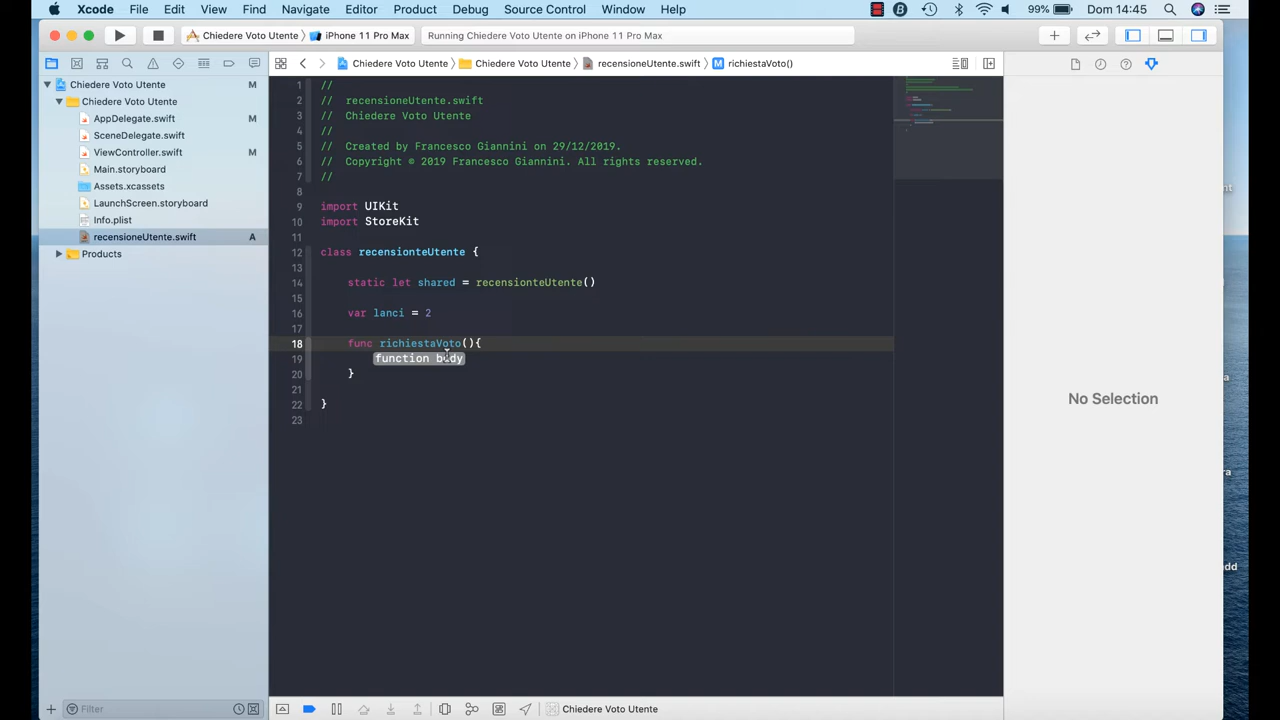 Xcode File Edit View Find Navigate Editor Product Debug Source Control Window Help 99% Dom 14:45
Chiedere Voto Utente iPhone 11 Pro Max Running Chiedere Voto Utente on iPhone 11 Pro Max
Chiedere Voto Utente Chiedere Voto Utente recensioneUtente.swift M richiestaVoto()
Chiedere Voto Utente M
Chiedere Voto Utente
AppDelegate.swift M
SceneDelegate.swift
ViewController.swift M
Main.storyboard
Assets.xcassets
LaunchScreen.storyboard
Info.plist
recensioneUtente.swift A
Products
1 //
2 // recensioneUtente.swift
3 // Chiedere Voto Utente
4 //
5 // Created by Francesco Giannini on 29/12/2019.
6 // Copyright © 2019 Francesco Giannini. All rights reserved.
7 //
8
9 import UIKit
10 import StoreKit
11
12 class recensionteUtente {
13
14 static let shared = recensionteUtente()
15
16 var lanci = 2
17
18 func richiestaVoto(){
19 function body
20 }
21
22 }
23
No Selection
nt
a
ra
add
Filter
Chiedere Voto Utente